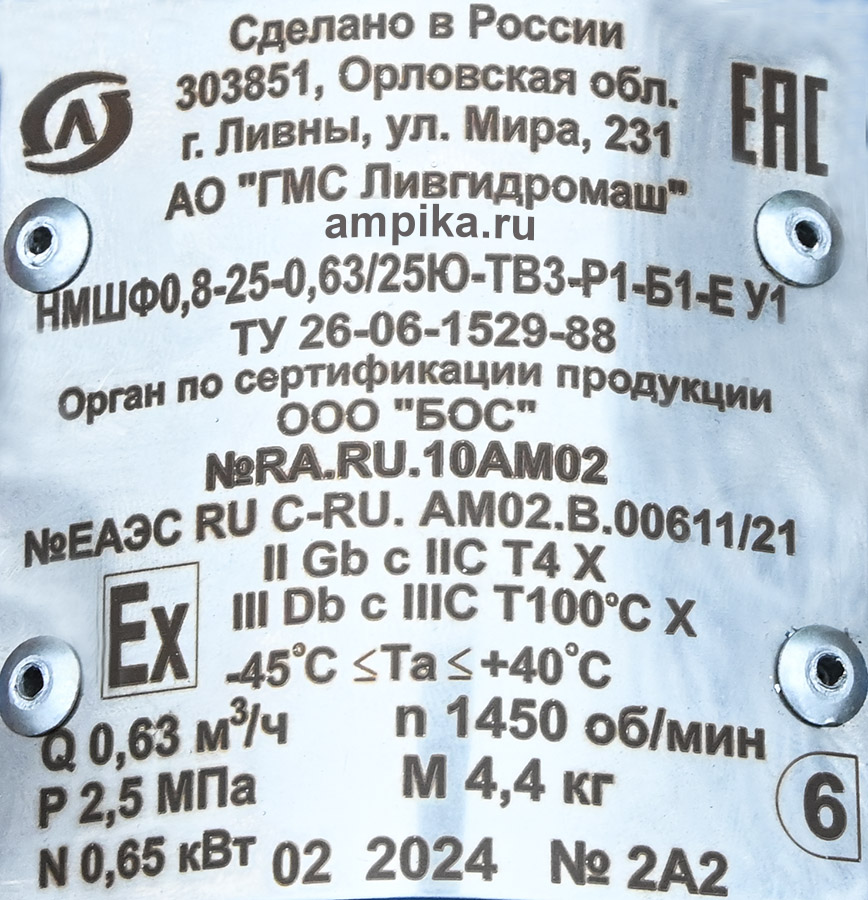 Сделано в России
303851, Орловская обл.
г. Ливны, ул. Мира, 231
АО "ГМС Ливгидромаш"
EAC
ampika.ru
НМШФ0,8-25-0,63/25Ю-ТВ3-Р1-Б1-Е У1
ТУ 26-06-1529-88
Орган по сертификации продукции
ООО "БОС"
№RA.RU.10АМ02
№ЕАЭС RU C-RU. АМ02.В.00611/21
II Gb c IIC T4 X
III Db c IIIC T100°C X
Ex
-45°C ≤Ta≤ +40°C
Q 0,63 м³/ч n 1450 об/мин
P 2,5 МПа M 4,4 кг
N 0,65 кВт 02 2024 № 2А2
6